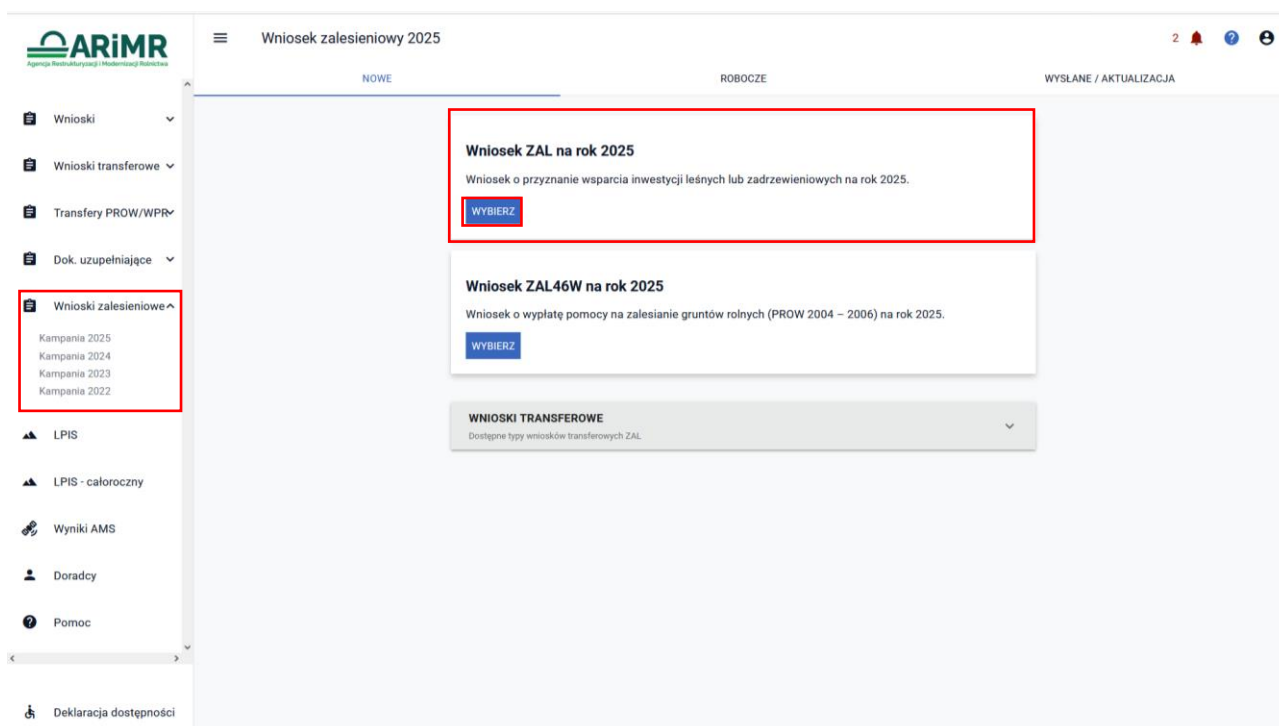 ARiMR
Agencja Restrukturyzacji i Modernizacji Rolnictwa
Wniosek zalesieniowy 2025
2
NOWE
ROBOCZE
WYSŁANE / AKTUALIZACJA
Wnioski
Wnioski transferowe
Transfery PROW/WPR
Dok. uzupełniające
Wnioski zalesieniowe
Kampania 2025
Kampania 2024
Kampania 2023
Kampania 2022
LPIS
LPIS - całoroczny
Wyniki AMS
Doradcy
Pomoc
Deklaracja dostępności
Wniosek ZAL na rok 2025
Wniosek o przyznanie wsparcia inwestycji leśnych lub zadrzewieniowych na rok 2025.
WYBIERZ
Wniosek ZAL46W na rok 2025
Wniosek o wypłatę pomocy na zalesianie gruntów rolnych (PROW 2004 – 2006) na rok 2025.
WYBIERZ
WNIOSKI TRANSFEROWE
Dostępne typy wniosków transferowych ZAL